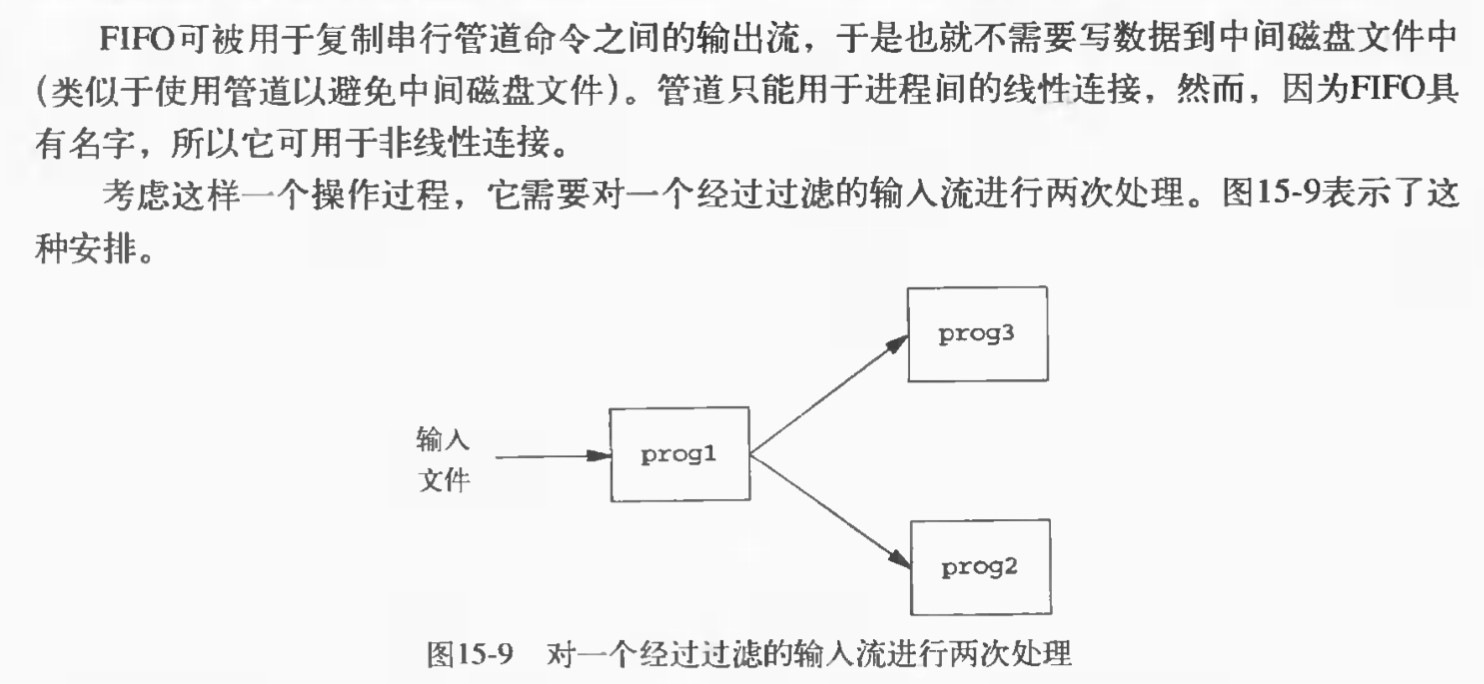 FIFO可被用于复制串行管道命令之间的输出流，于是也就不需要写数据到中间磁盘文件中
（类似于使用管道以避免中间磁盘文件）。管道只能用于进程间的线性连接，然而，因为FIFO具
有名字，所以它可用于非线性连接。
考虑这样一个操作过程，它需要对一个经过过滤的输入流进行两次处理。图15-9表示了这
种安排。
prog3
输入
文件
prog1
prog2
图15-9 对一个经过过滤的输入流进行两次处理